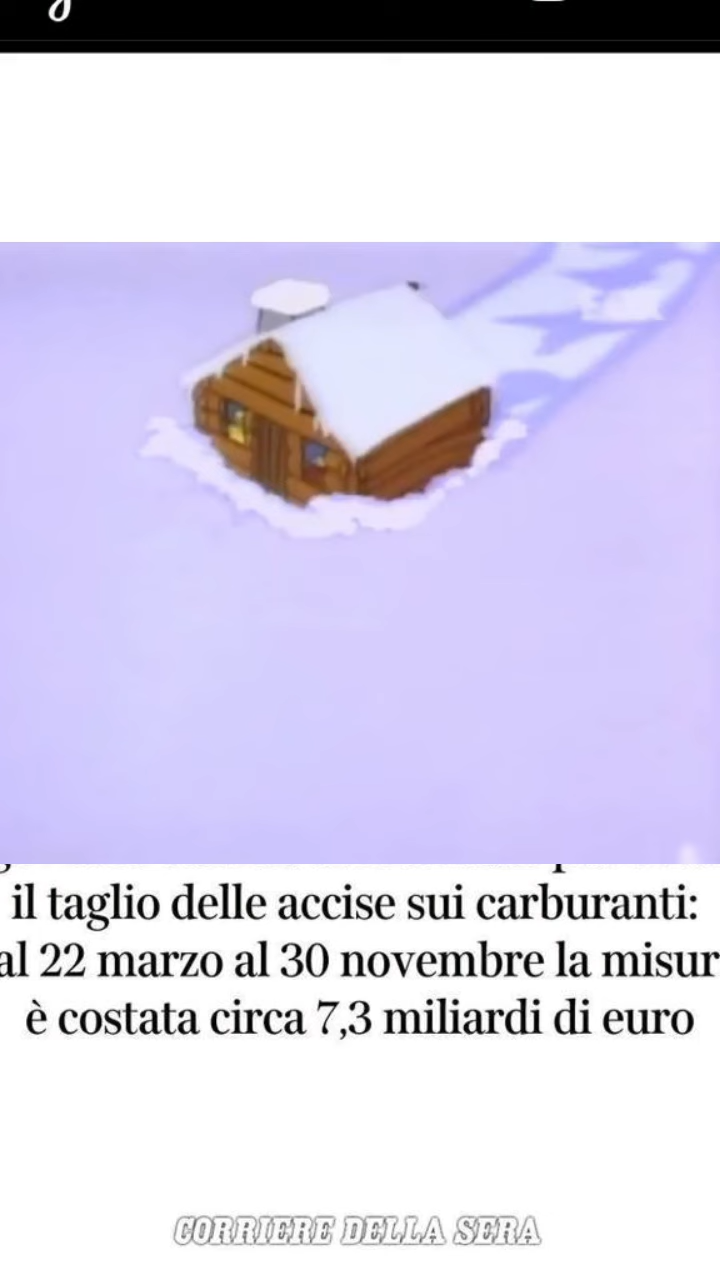 il taglio delle accise sui carburanti:
al 22 marzo al 30 novembre la misur
è costata circa 7,3 miliardi di euro
CORRIERE DELLA SERA